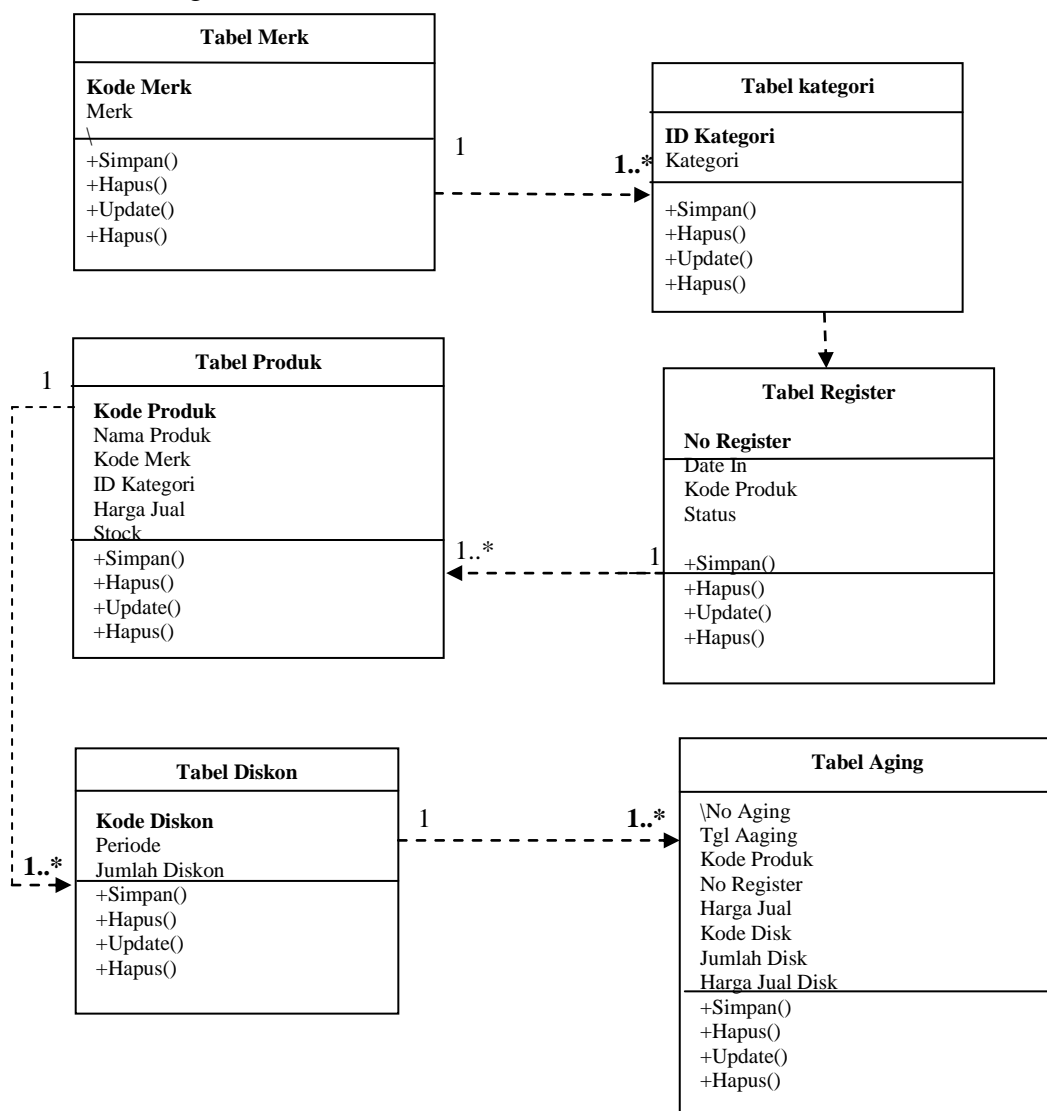 Tabel Merk
Kode Merk
Merk
\
+Simpan()
+Hapus()
+Update()
+Hapus()
1
1..*
Tabel kategori
ID Kategori
Kategori
+Simpan()
+Hapus()
+Update()
+Hapus()
Tabel Produk
1
Kode Produk
Nama Produk
Kode Merk
ID Kategori
Harga Jual
Stock
+Simpan()
+Hapus()
+Update()
+Hapus()
1..*
1
Tabel Register
No Register
Date In
Kode Produk
Status
+Simpan()
+Hapus()
+Update()
+Hapus()
Tabel Diskon
Kode Diskon
Periode
Jumlah Diskon
1..*
+Simpan()
+Hapus()
+Update()
+Hapus()
1
1..*
Tabel Aging
\No Aging
Tgl Aaging
Kode Produk
No Register
Harga Jual
Kode Disk
Jumlah Disk
Harga Jual Disk
+Simpan()
+Hapus()
+Update()
+Hapus()